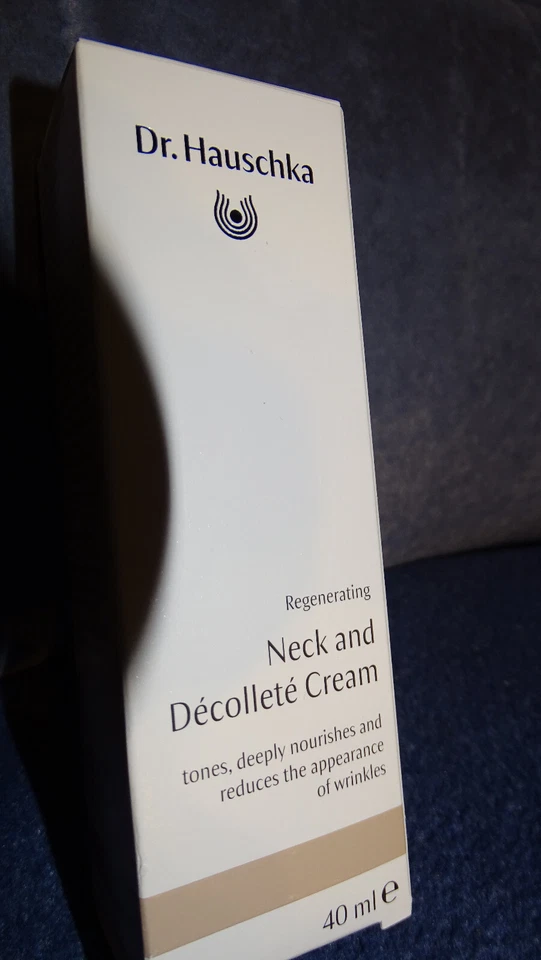 Dr. Hauschka
Regenerating
Neck and
Décolleté Cream
tones, deeply nourishes and
reduces the appearance
of wrinkles
40 ml ℮